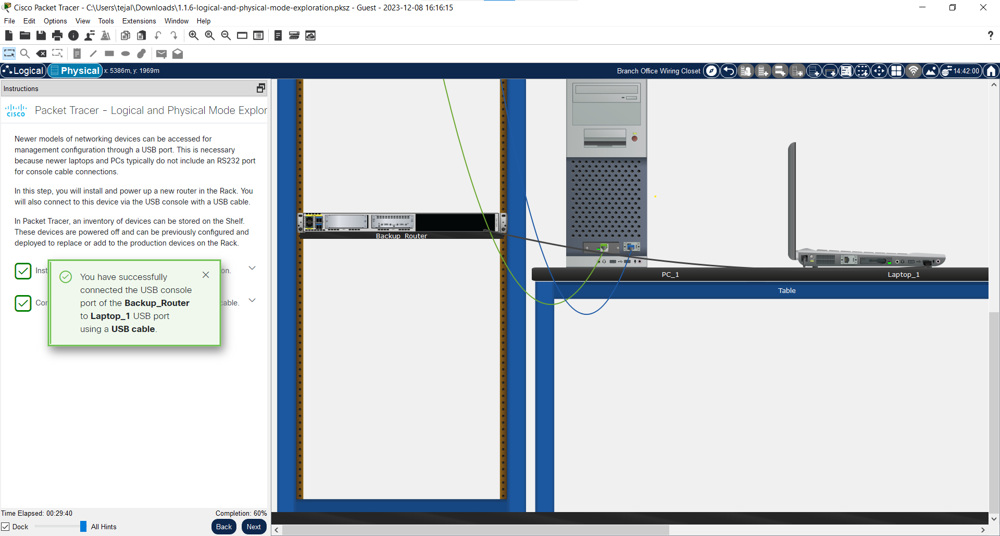 Cisco Packet Tracer - C:\Users\tejal\Downloads\1.1.6-logical-and-physical-mode-exploration.pksz - Guest - 2023-12-08 16:16:15
File Edit Options View Tools Extensions Window Help
Logical Physical x: 5386m, y: 1969m Branch Office Wiring Closet 14:42:00
Instructions
CISCO Packet Tracer - Logical and Physical Mode Explor
Newer models of networking devices can be accessed for
management configuration through a USB port. This is necessary
because newer laptops and PCs typically do not include an RS232 port
for console cable connections.
In this step, you will install and power up a new router in the Rack. You
will also connect to this device via the USB console with a USB cable.
In Packet Tracer, an inventory of devices can be stored on the Shelf.
These devices are powered off and can be previously configured and
deployed to replace or add to the production devices on the Rack.
Inst on.
Cor cable.
You have successfully
connected the USB console
port of the Backup_Router
to Laptop_1 USB port
using a USB cable.
Backup_Router
PC_1
Laptop_1
Table
Time Elapsed: 00:29:40 Completion: 60%
Dock All Hints Back Next